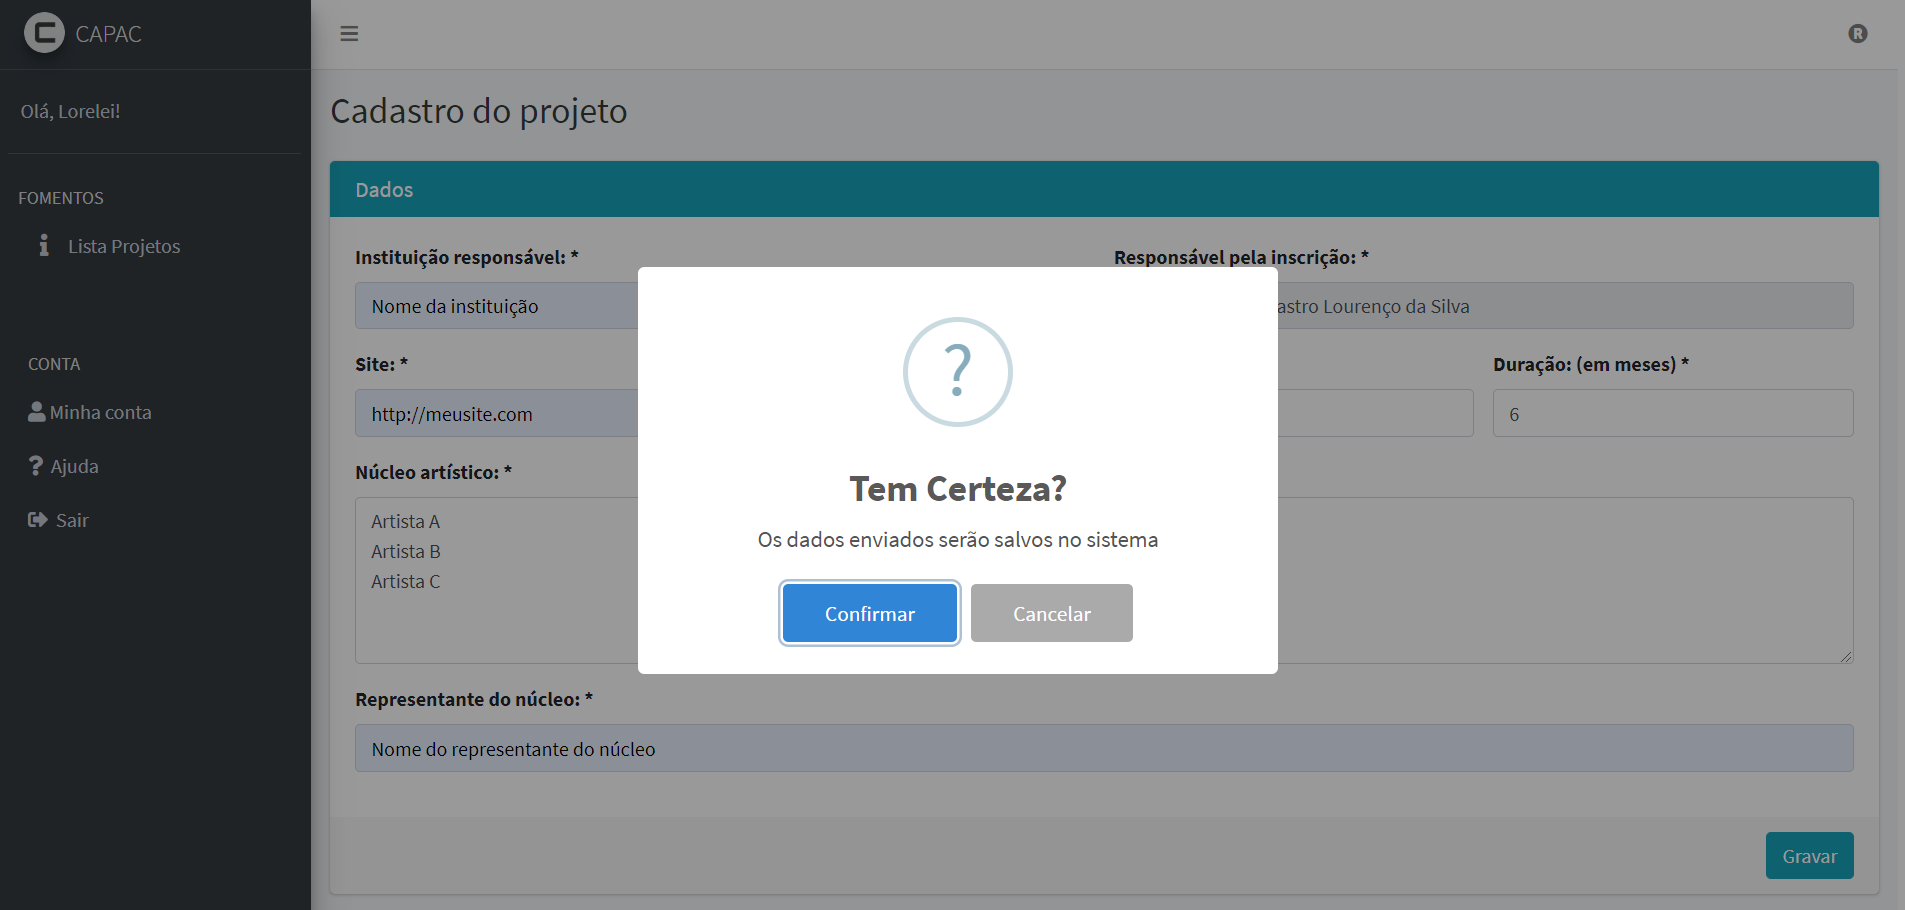 CAPAC
Olá, Lorelei!
FOMENTOS
Lista Projetos
CONTA
Minha conta
Ajuda
Sair
Cadastro do projeto
Dados
Instituição responsável: *
Nome da instituição
Responsável pela inscrição: *
Lourenço da Silva
Site: *
http://meusite.com
Duração: (em meses) *
6
Núcleo artístico: *
Artista A
Artista B
Artista C
Representante do núcleo: *
Nome do representante do núcleo
Gravar
?
Tem Certeza?
Os dados enviados serão salvos no sistema
Confirmar
Cancelar